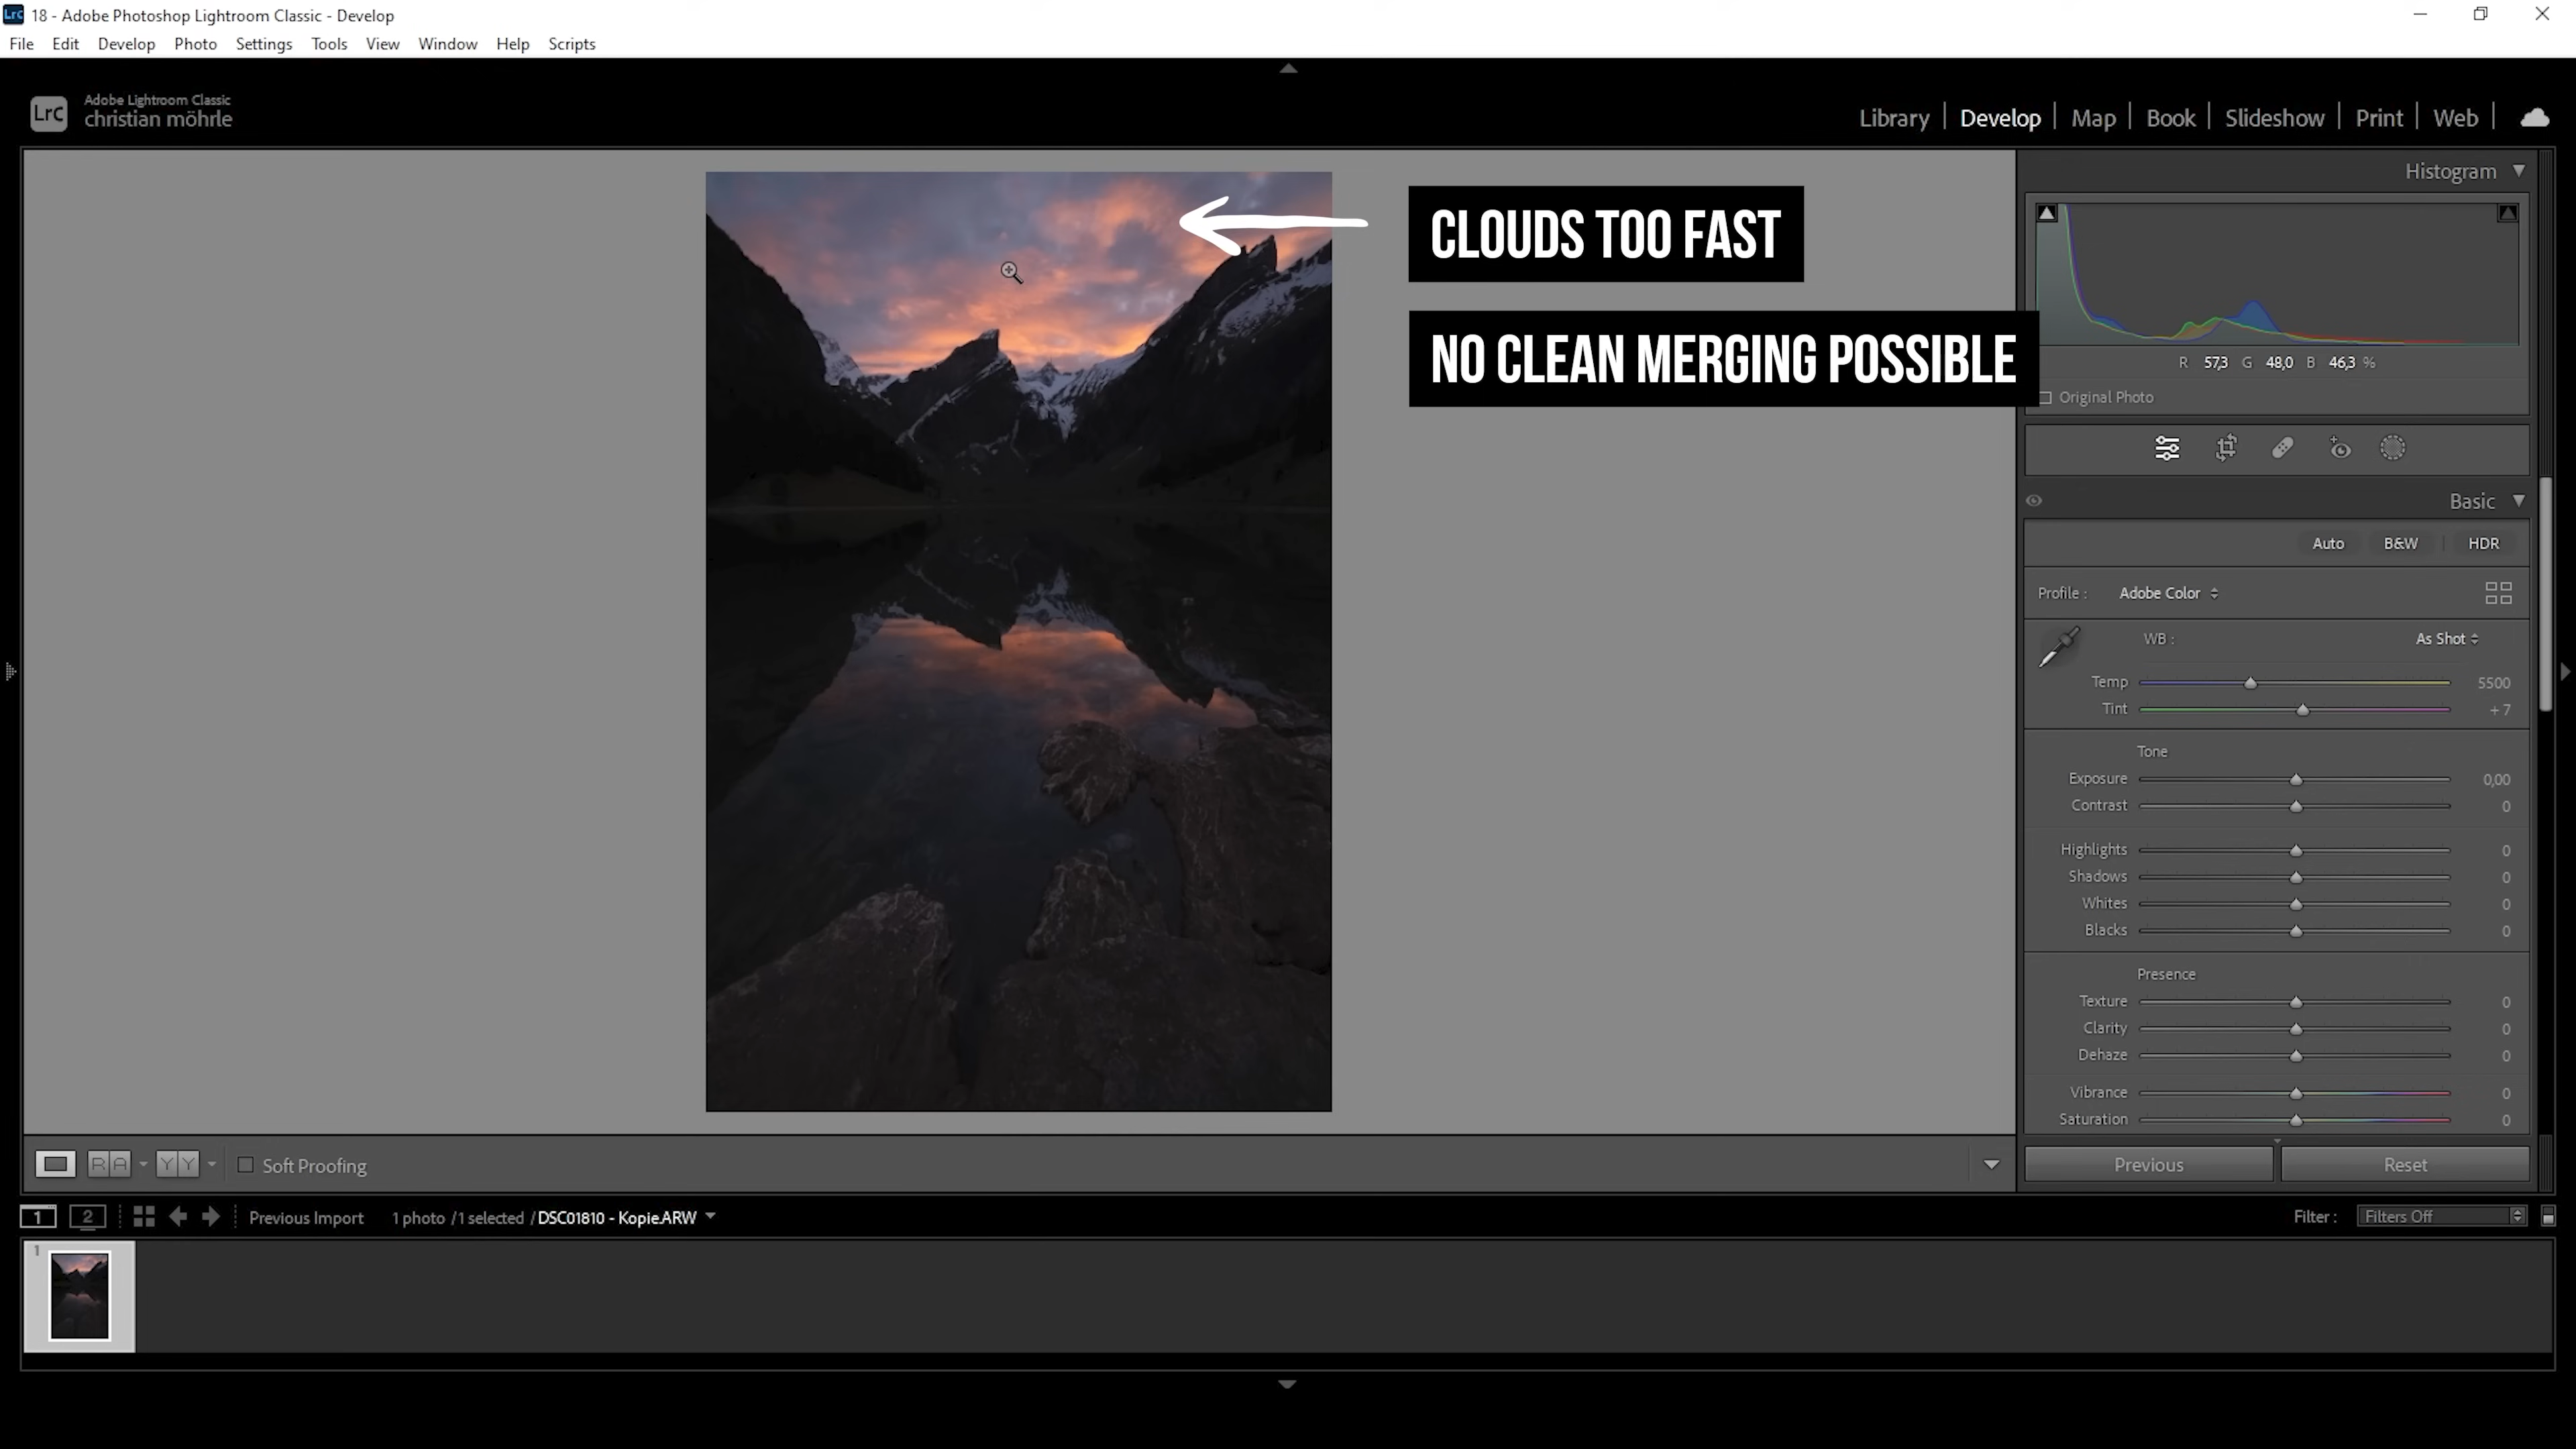 Lrc 18 - Adobe Photoshop Lightroom Classic - Develop
File Edit Develop Photo Settings Tools View Window Help Scripts
Lrc
Adobe Lightroom Classic
christian möhrle
Library | Develop | Map | Book | Slideshow | Print | Web |
Histogram
CLOUDS TOO FAST
NO CLEAN MERGING POSSIBLE
R 57,3 G 48,0 B 46,3 %
Original Photo
Basic
Auto B&W HDR
Profile : Adobe Color
WB : As Shot
Temp 5500
Tint + 7
Tone
Exposure 0,00
Contrast 0
Highlights 0
Shadows 0
Whites 0
Blacks 0
Presence
Texture 0
Clarity 0
Dehaze 0
Vibrance 0
Saturation 0
R A Y Y Soft Proofing
Previous Reset
1 2 Previous Import 1 photo / 1 selected / DSC01810 - Kopie.ARW
Filter : Filters Off
1